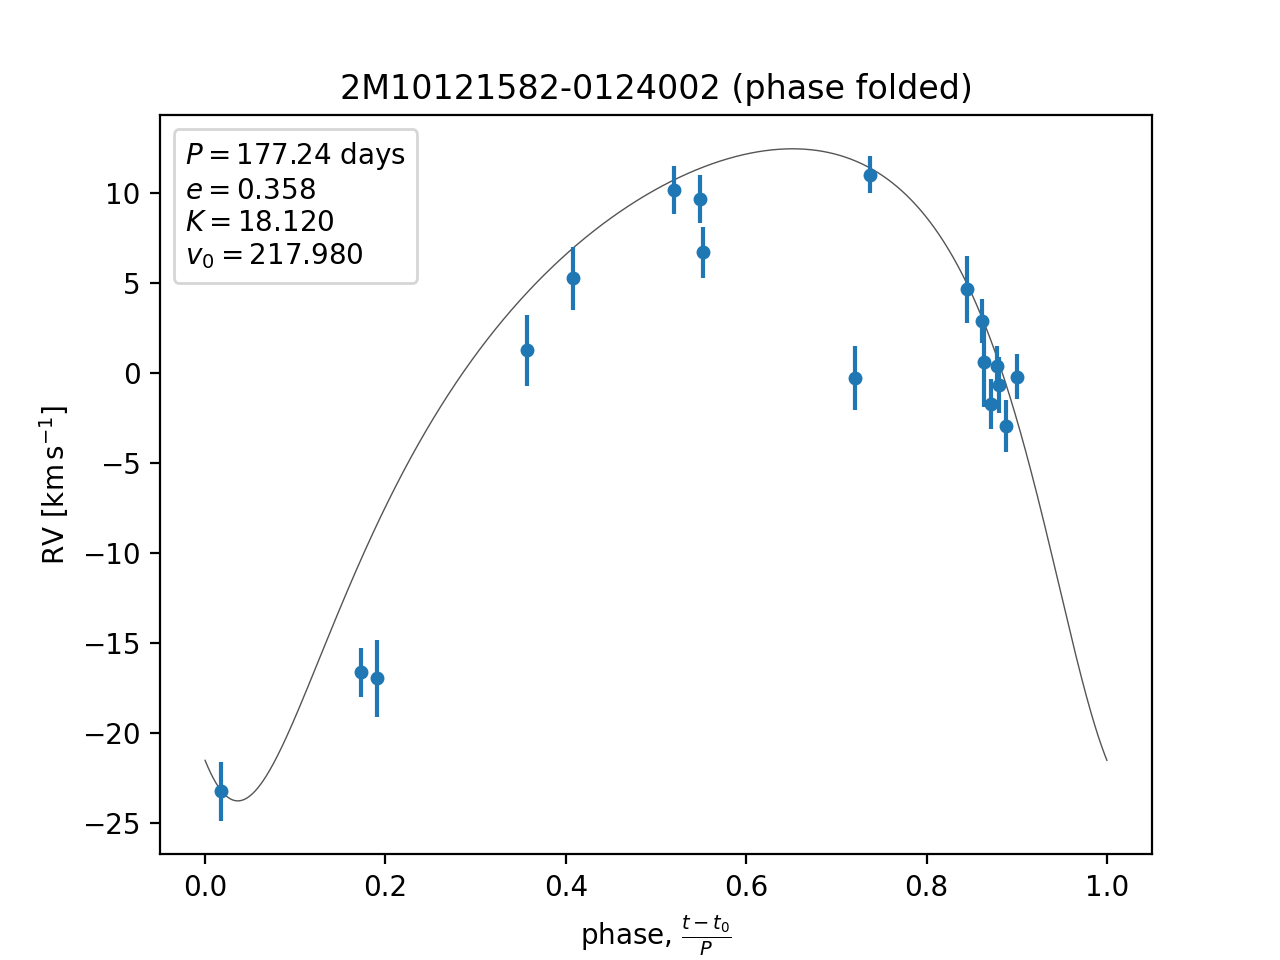 2M10121582-0124002 (phase folded)
P = 177.24 days
e = 0.358
K = 18.120
v₀ = 217.980
10
5
0
−5
−10
−15
−20
−25
RV [km s⁻¹]
0.0 0.2 0.4 0.6 0.8 1.0
phase, (t − t₀)/P